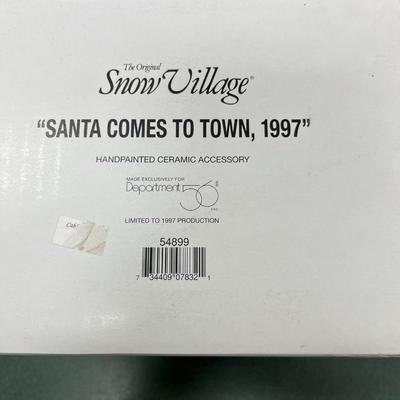 The Original
Snow Village®
"SANTA COMES TO TOWN, 1997"
HANDPAINTED CERAMIC ACCESSORY
MADE EXCLUSIVELY FOR
Department 56
LIMITED TO 1997 PRODUCTION
54899
7 34409 07832 1